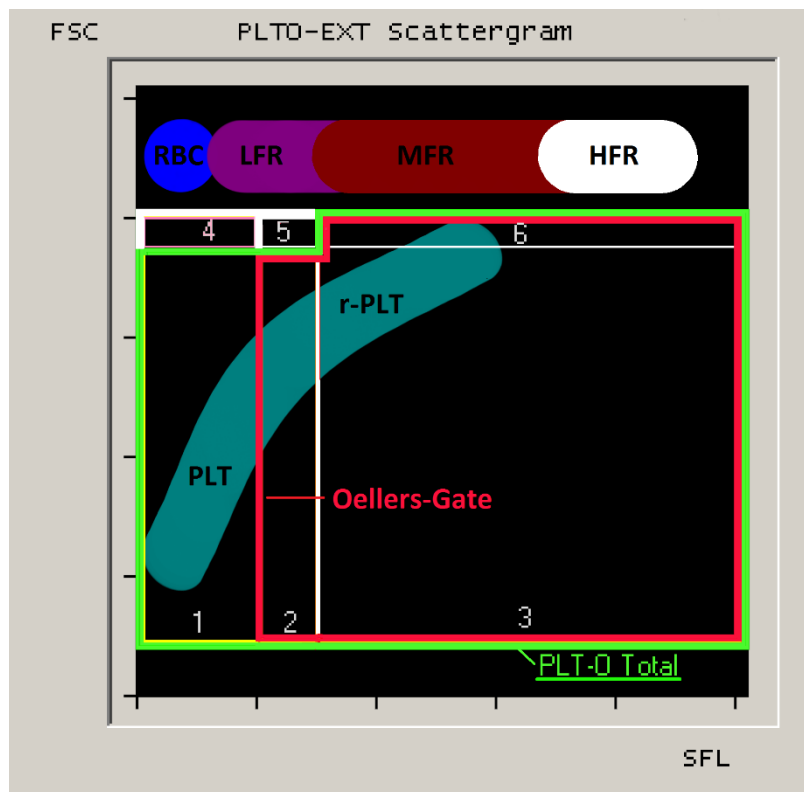 FSC PLTO-EXT Scattergram
RBC LFR MFR HFR
4 5 6
r-PLT
PLT
Oellers-Gate
1 2 3
PLT-O Total
SFL